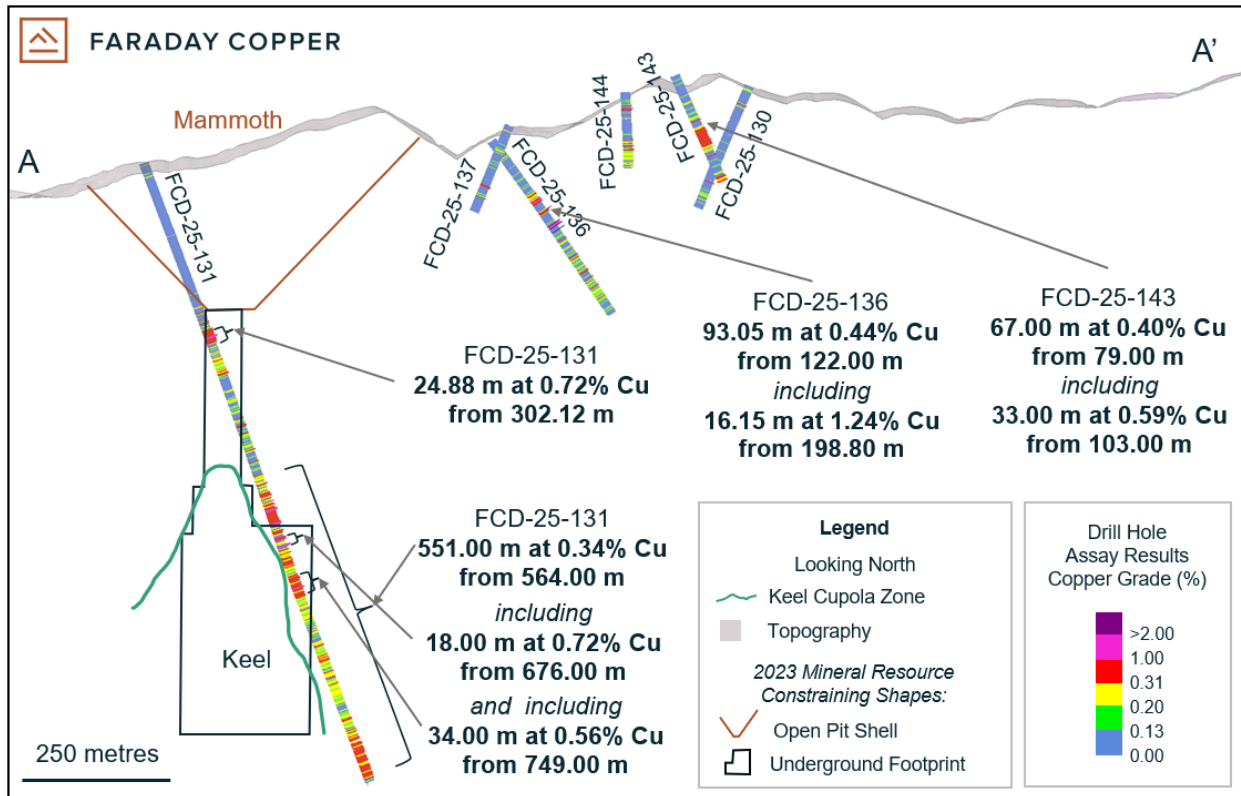 FARADAY COPPER
A
A'
Mammoth
FCD-25-131
FCD-25-137
FCD-25-136
FCD-25-144
FCD-25-143
FCD-25-130
FCD-25-131
24.88 m at 0.72% Cu
from 302.12 m
FCD-25-136
93.05 m at 0.44% Cu
from 122.00 m
including
16.15 m at 1.24% Cu
from 198.80 m
FCD-25-143
67.00 m at 0.40% Cu
from 79.00 m
including
33.00 m at 0.59% Cu
from 103.00 m
FCD-25-131
551.00 m at 0.34% Cu
from 564.00 m
including
18.00 m at 0.72% Cu
from 676.00 m
and including
34.00 m at 0.56% Cu
from 749.00 m
Keel
250 metres
Legend
Looking North
Keel Cupola Zone
Topography
2023 Mineral Resource
Constraining Shapes:
Open Pit Shell
Underground Footprint
Drill Hole
Assay Results
Copper Grade (%)
>2.00
1.00
0.31
0.20
0.13
0.00